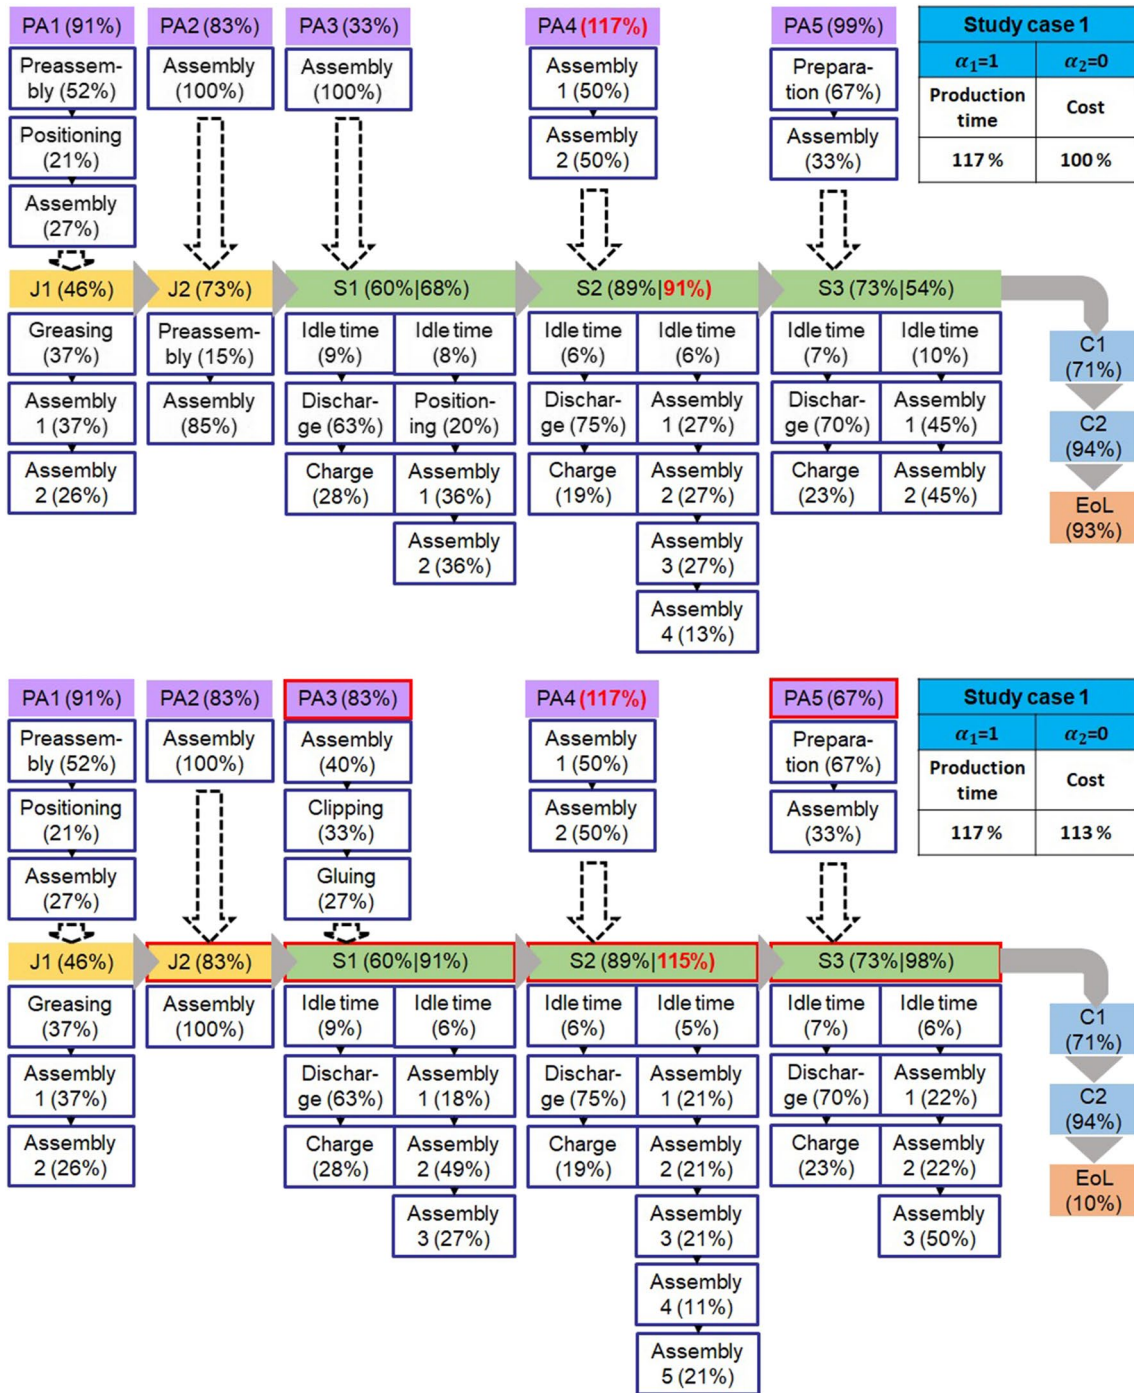 PA1 (91%)
PA2 (83%)
PA3 (33%)
PA4 (117%)
PA5 (99%)
Study case 1
α₁=1
α₂=0
Production
time
Cost
117 %
100 %
Preassem-
bly (52%)
Positioning
(21%)
Assembly
(27%)
Assembly
(100%)
Assembly
(100%)
Assembly
1 (50%)
Assembly
2 (50%)
Prepara-
tion (67%)
Assembly
(33%)
J1 (46%)
J2 (73%)
S1 (60%|68%)
S2 (89%|91%)
S3 (73%|54%)
Greasing
(37%)
Assembly
1 (37%)
Assembly
2 (26%)
Preassem-
bly (15%)
Assembly
(85%)
Idle time
(9%)
Dischar-
ge (63%)
Charge
(28%)
Idle time
(8%)
Position-
ing (20%)
Assembly
1 (36%)
Assembly
2 (36%)
Idle time
(6%)
Dischar-
ge (75%)
Charge
(19%)
Idle time
(6%)
Assembly
1 (27%)
Assembly
2 (27%)
Assembly
3 (27%)
Assembly
4 (13%)
Idle time
(7%)
Dischar-
ge (70%)
Charge
(23%)
Idle time
(10%)
Assembly
1 (45%)
Assembly
2 (45%)
C1
(71%)
C2
(94%)
EoL
(93%)
PA1 (91%)
PA2 (83%)
PA3 (83%)
PA4 (117%)
PA5 (67%)
Study case 1
α₁=1
α₂=0
Production
time
Cost
117 %
113 %
Preassem-
bly (52%)
Positioning
(21%)
Assembly
(27%)
Assembly
(100%)
Assembly
(40%)
Clipping
(33%)
Gluing
(27%)
Assembly
1 (50%)
Assembly
2 (50%)
Prepara-
tion (67%)
Assembly
(33%)
J1 (46%)
J2 (83%)
S1 (60%|91%)
S2 (89%|115%)
S3 (73%|98%)
Greasing
(37%)
Assembly
1 (37%)
Assembly
2 (26%)
Assembly
(100%)
Idle time
(9%)
Dischar-
ge (63%)
Charge
(28%)
Idle time
(6%)
Assembly
1 (18%)
Assembly
2 (49%)
Assembly
3 (27%)
Idle time
(6%)
Dischar-
ge (75%)
Charge
(19%)
Idle time
(5%)
Assembly
1 (21%)
Assembly
2 (21%)
Assembly
3 (21%)
Assembly
4 (11%)
Assembly
5 (21%)
Idle time
(7%)
Dischar-
ge (70%)
Charge
(23%)
Idle time
(6%)
Assembly
1 (22%)
Assembly
2 (22%)
Assembly
3 (50%)
C1
(71%)
C2
(94%)
EoL
(10%)